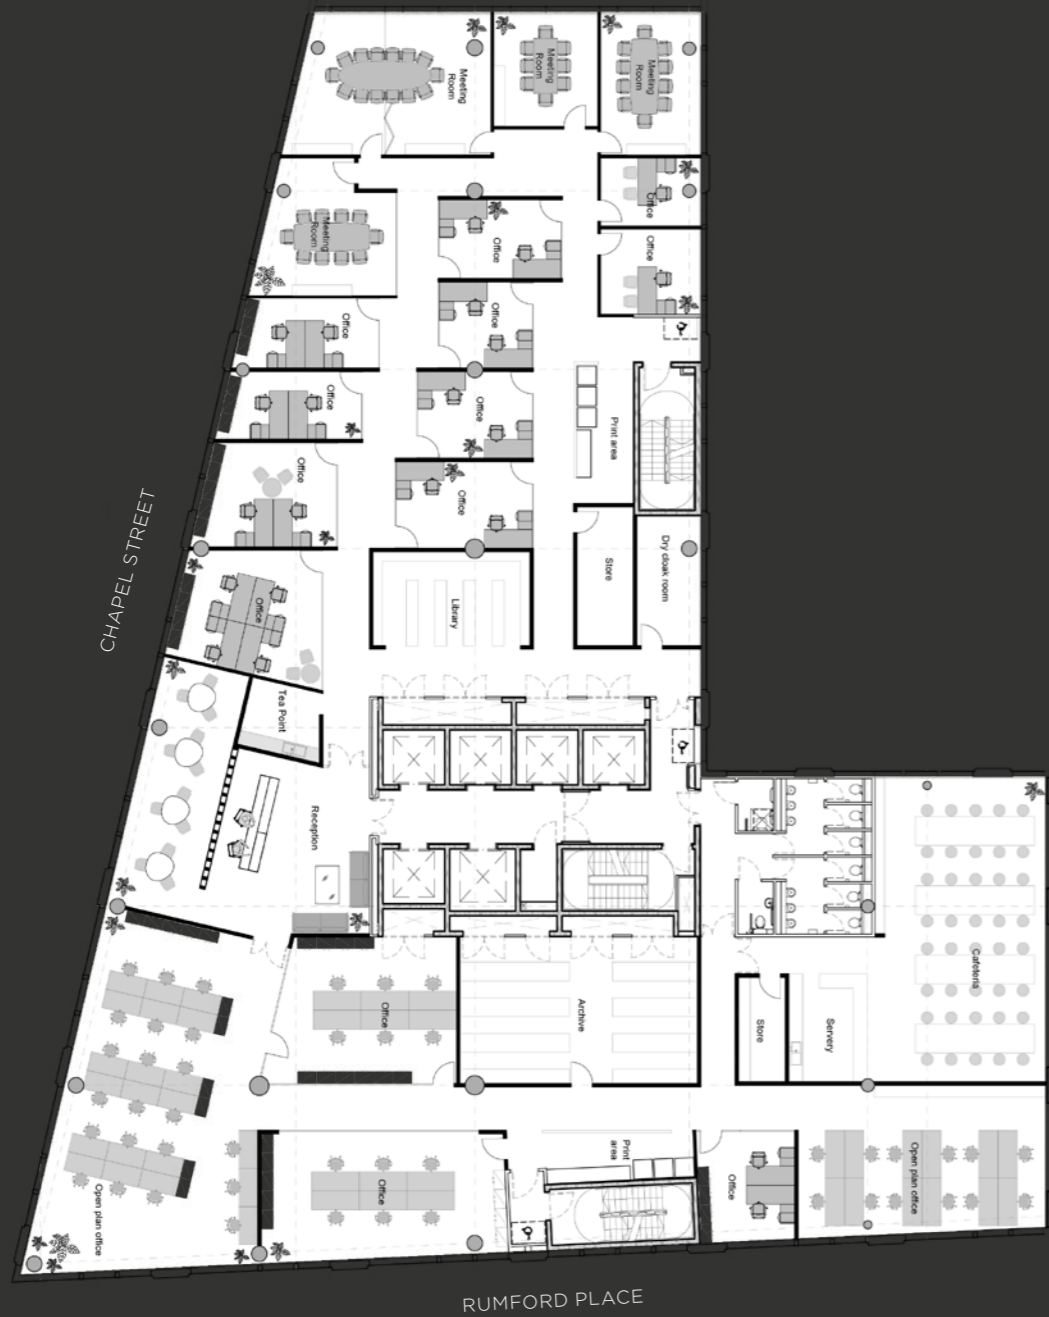 Meeting
Room
Meeting
Room
Meeting
Room
Office
Meeting
Room
Office
Office
Office
Office
Office
Office
Office
Print area
Office
Office
Store
Dry cloak room
Office
Library
CHAPEL STREET
Tea Point
Reception
Cafeteria
Office
Archive
Store
Servery
Open plan office
Office
Print
area
Office
Open plan office
RUMFORD PLACE